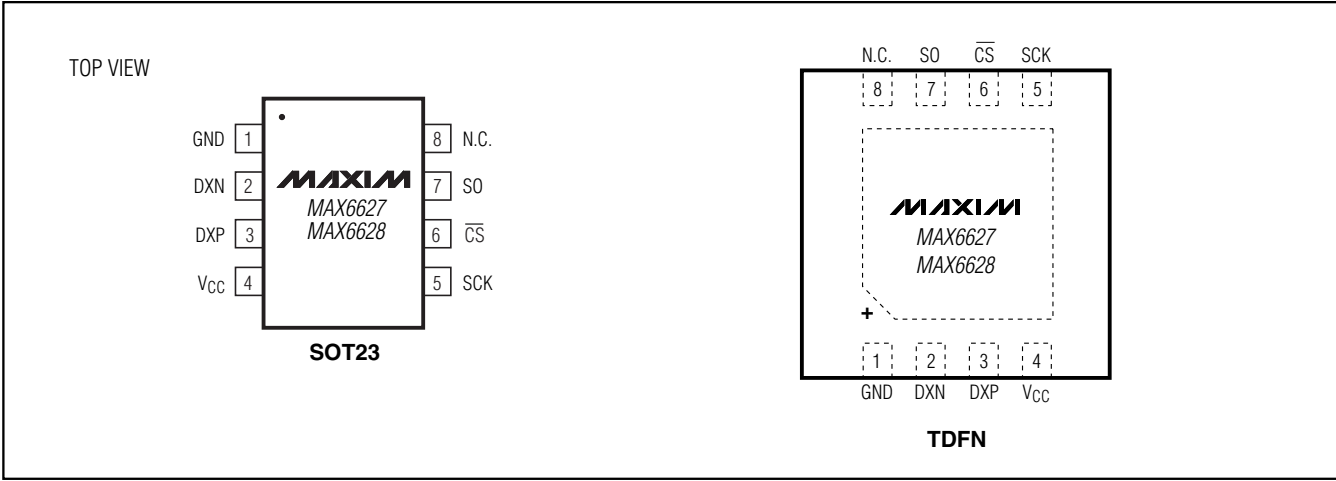 TOP VIEW
GND 1
DXN 2
DXP 3
VCC 4
MAXIM
MAX6627
MAX6628
8 N.C.
7 SO
6 C̅S̅
5 SCK
SOT23
N.C. SO C̅S̅ SCK
8 7 6 5
MAXIM
MAX6627
MAX6628
+
1 2 3 4
GND DXN DXP VCC
TDFN